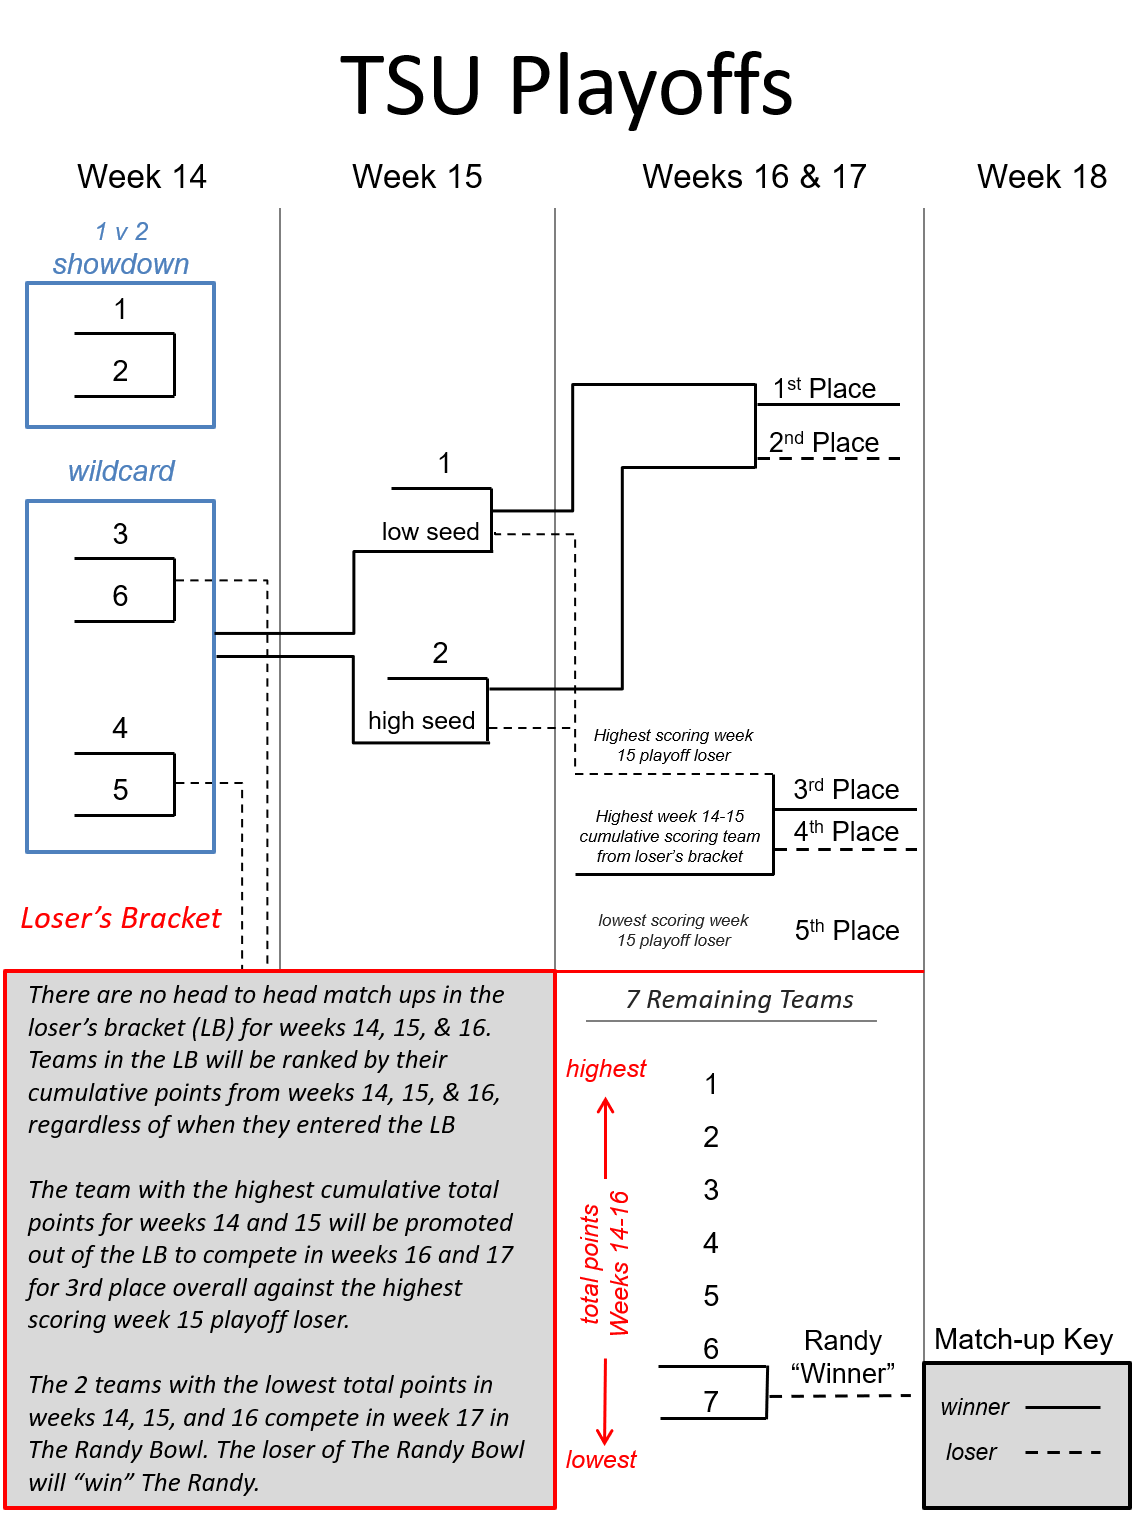 TSU Playoffs
Week 14
Week 15
Weeks 16 & 17
Week 18
1 v 2
showdown
1
2
wildcard
3
6
4
5
1
low seed
2
high seed
1st Place
2nd Place
Highest scoring week
15 playoff loser
3rd Place
Highest week 14-15
cumulative scoring team
from loser's bracket
4th Place
lowest scoring week
15 playoff loser
5th Place
Loser's Bracket
There are no head to head match ups in the
loser's bracket (LB) for weeks 14, 15, & 16.
Teams in the LB will be ranked by their
cumulative points from weeks 14, 15, & 16,
regardless of when they entered the LB
The team with the highest cumulative total
points for weeks 14 and 15 will be promoted
out of the LB to compete in weeks 16 and 17
for 3rd place overall against the highest
scoring week 15 playoff loser.
The 2 teams with the lowest total points in
weeks 14, 15, and 16 compete in week 17 in
The Randy Bowl. The loser of The Randy Bowl
will “win” The Randy.
7 Remaining Teams
highest
total points
Weeks 14-16
lowest
1
2
3
4
5
6
7
Randy
“Winner”
Match-up Key
winner
loser